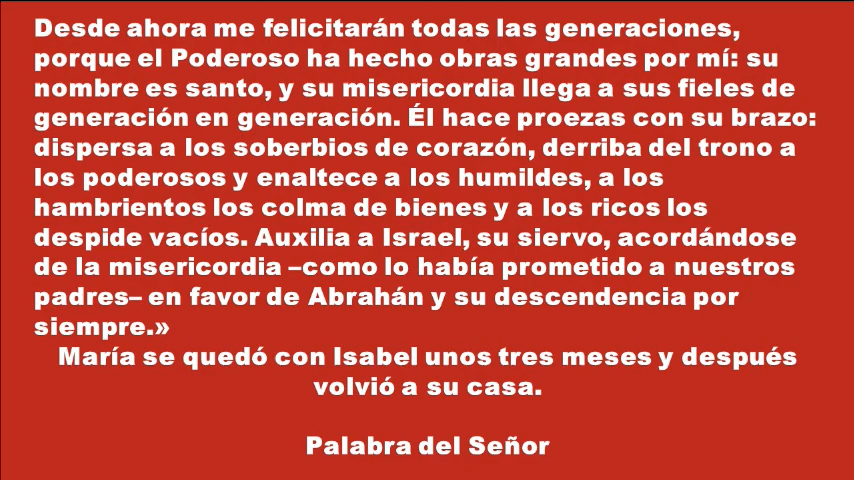 Desde ahora me felicitarán todas las generaciones,
porque el Poderoso ha hecho obras grandes por mí: su
nombre es santo, y su misericordia llega a sus fieles de
generación en generación. Él hace proezas con su brazo:
dispersa a los soberbios de corazón, derriba del trono a
los poderosos y enaltece a los humildes, a los
hambrientos los colma de bienes y a los ricos los
despide vacíos. Auxilia a Israel, su siervo, acordándose
de la misericordia –como lo había prometido a nuestros
padres– en favor de Abrahán y su descendencia por
siempre.»
María se quedó con Isabel unos tres meses y después
volvió a su casa.
Palabra del Señor